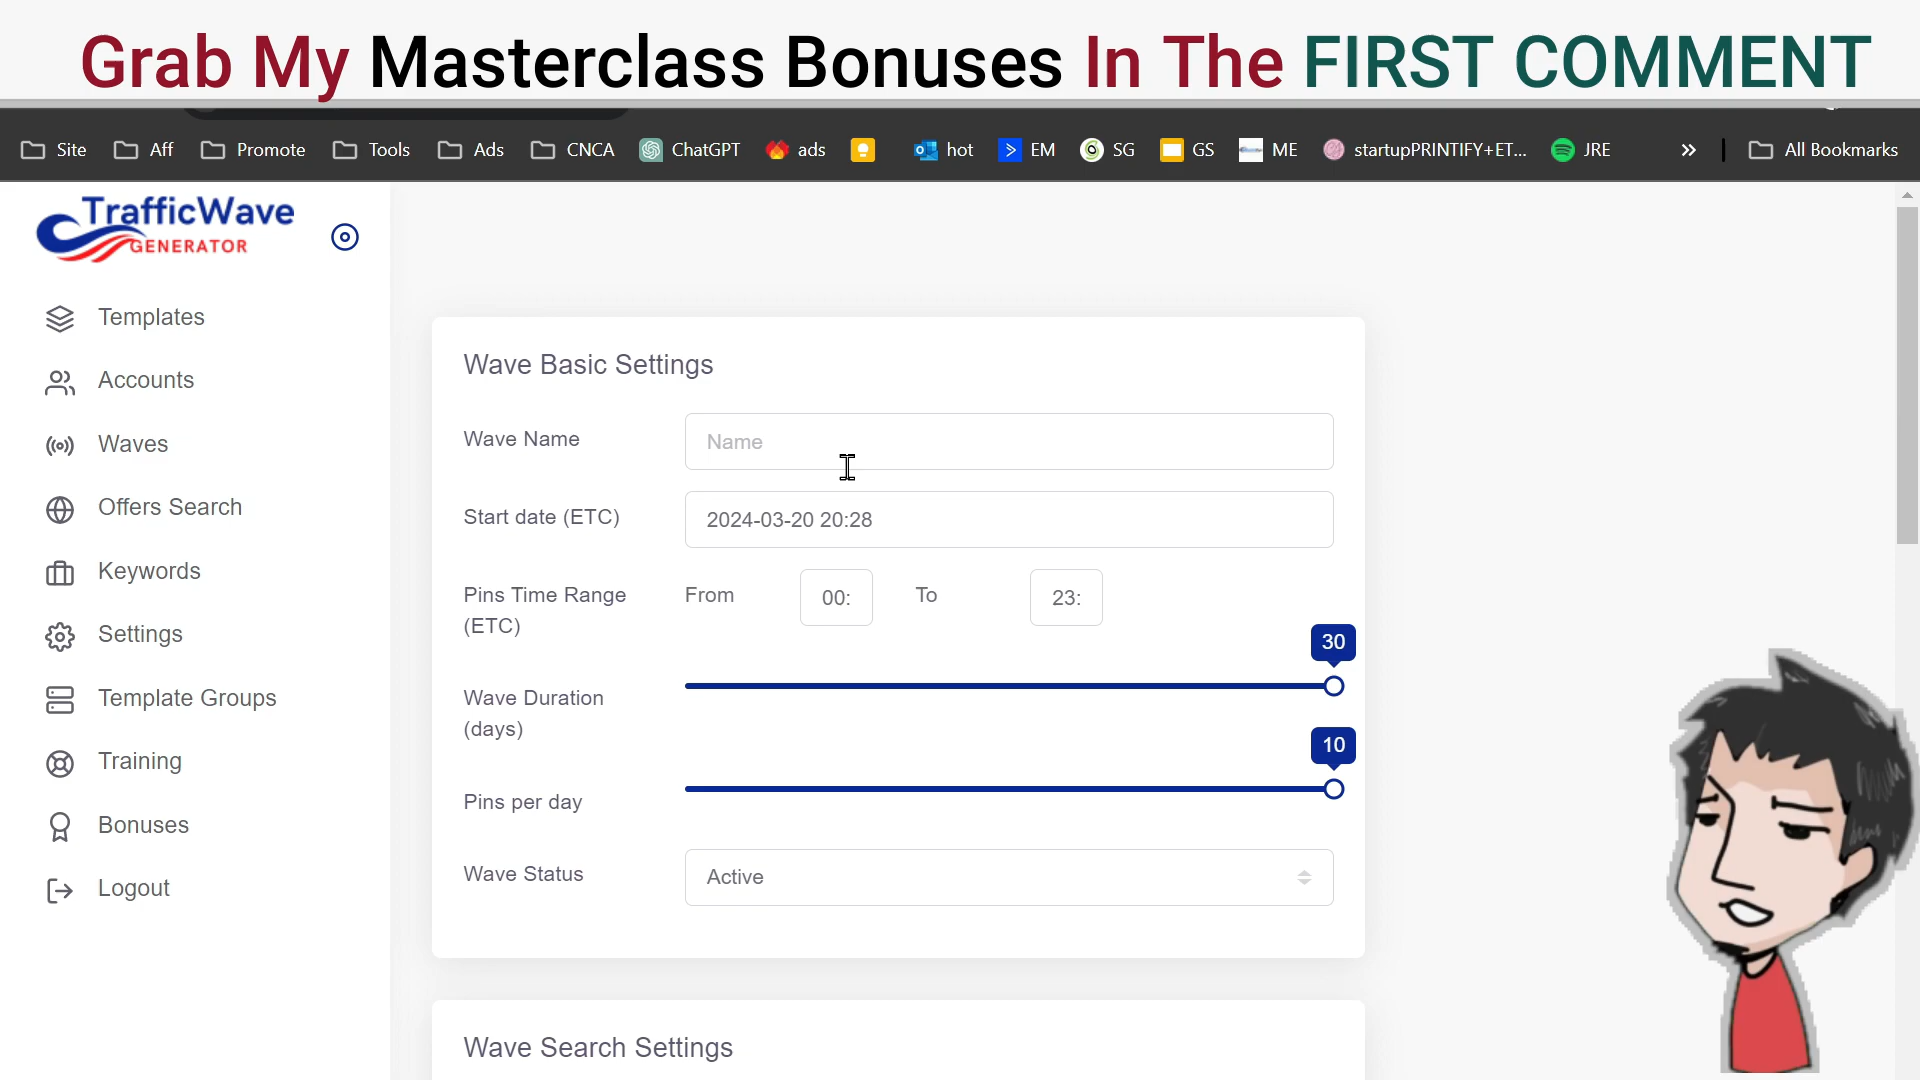 Grab My Masterclass Bonuses In The FIRST COMMENT
Site Aff Promote Tools Ads CNCA ChatGPT ads hot EM SG GS ME startupPRINTIFY+ET... JRE » All Bookmarks
TrafficWave
GENERATOR
Templates
Accounts
Waves
Offers Search
Keywords
Settings
Template Groups
Training
Bonuses
Logout
Wave Basic Settings
Wave Name Name
Start date (ETC) 2024-03-20 20:28
Pins Time Range From 00: To 23:
(ETC)
30
Wave Duration
(days)
10
Pins per day
Wave Status Active
Wave Search Settings